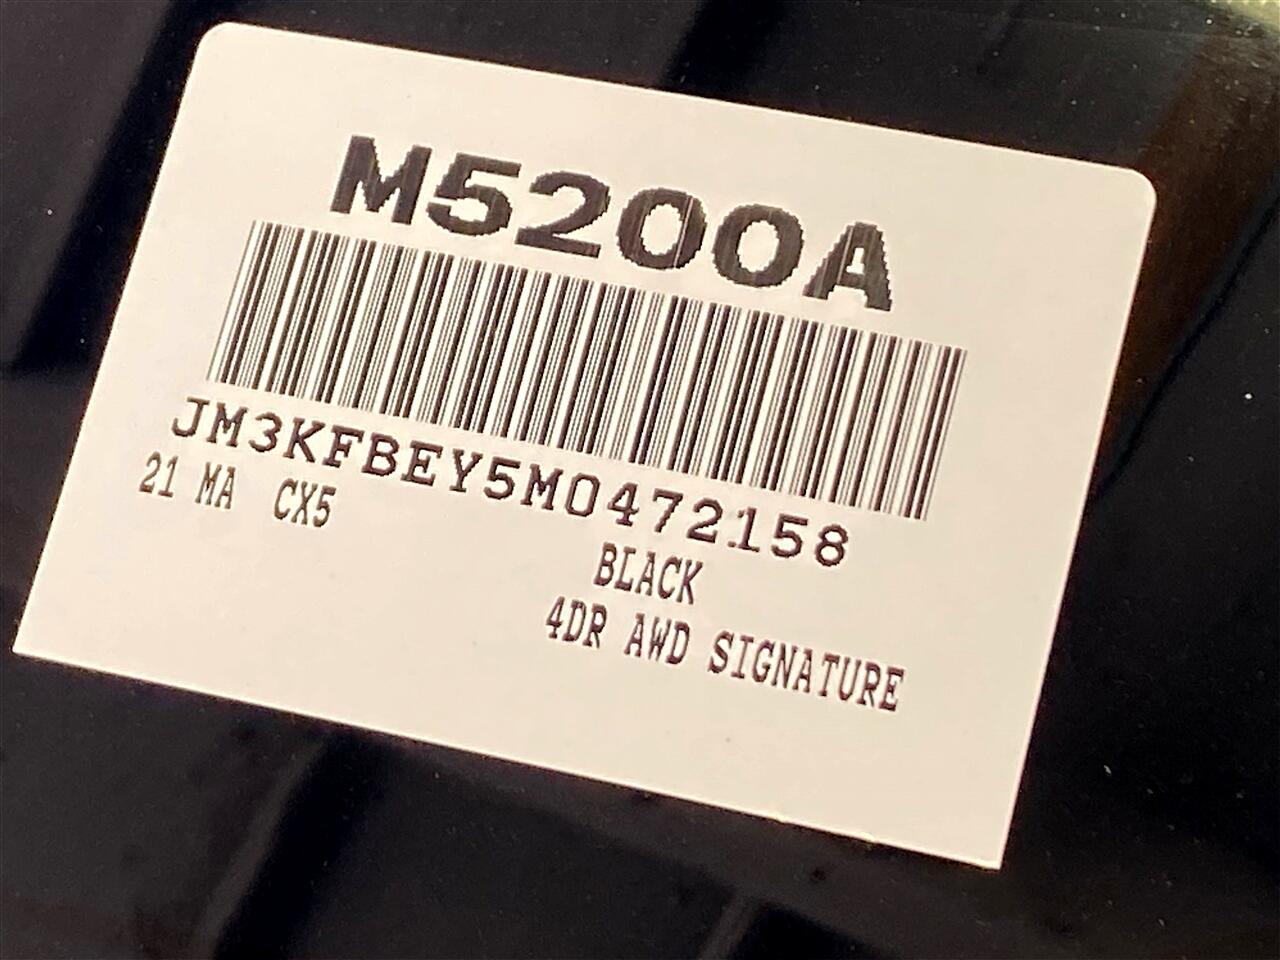 M5200A
JM3KFBEY5M0472158
21 MA CX5
BLACK
4DR AWD SIGNATURE